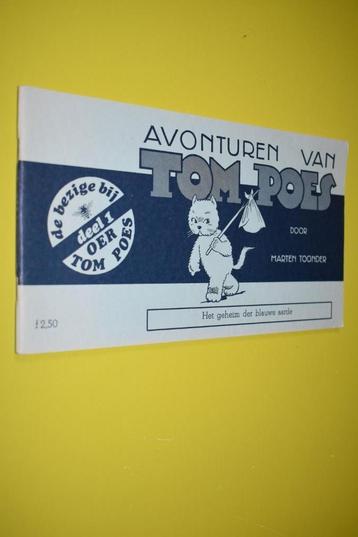 AVONTUREN VAN
TOM POES
DOOR
MARTEN TOONDER
de bezige bij
deel 1
OER
TOM POES
Het geheim der blauwe aarde
f 2,50